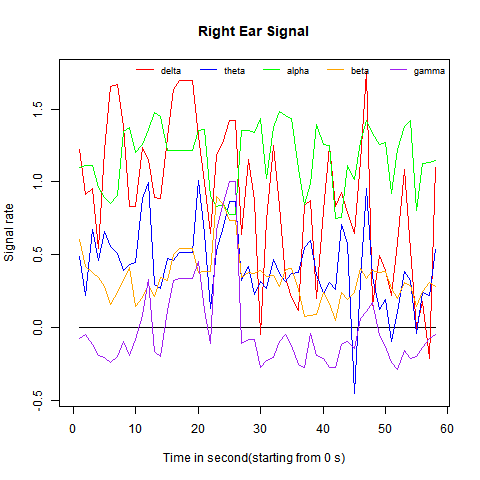 Right Ear Signal
delta theta alpha beta gamma
Signal rate
1.5
1.0
0.5
0.0
-0.5
0 10 20 30 40 50 60
Time in second(starting from 0 s)